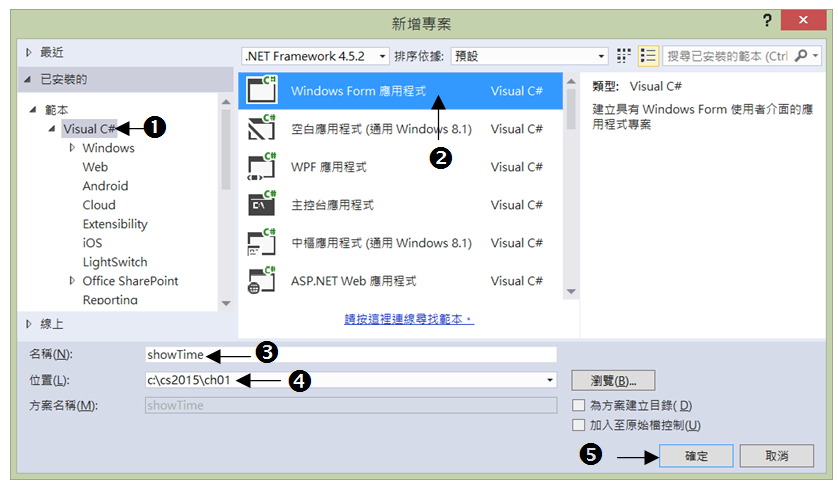 新增專案
?
最近
.NET Framework 4.5.2 排序依據: 預設
搜尋已安裝的範本 (Ctrl
已安裝的
範本
Visual C# ❶
Windows
Web
Android
Cloud
Extensibility
iOS
LightSwitch
Office SharePoint
Reporting
線上
Windows Form 應用程式 Visual C#
❷
空白應用程式 (通用 Windows 8.1) Visual C#
WPF 應用程式 Visual C#
主控台應用程式 Visual C#
中樞應用程式 (通用 Windows 8.1) Visual C#
ASP.NET Web 應用程式 Visual C#
請按這裡連線尋找範本。
類型: Visual C#
建立具有 Windows Form 使用者介面的應
用程式專案
名稱(N): showTime ❸
位置(L): c:\cs2015\ch01 ❹
瀏覽(B)...
方案名稱(M): showTime
為方案建立目錄( D)
加入至原始檔控制(U)
❺ 確定 取消